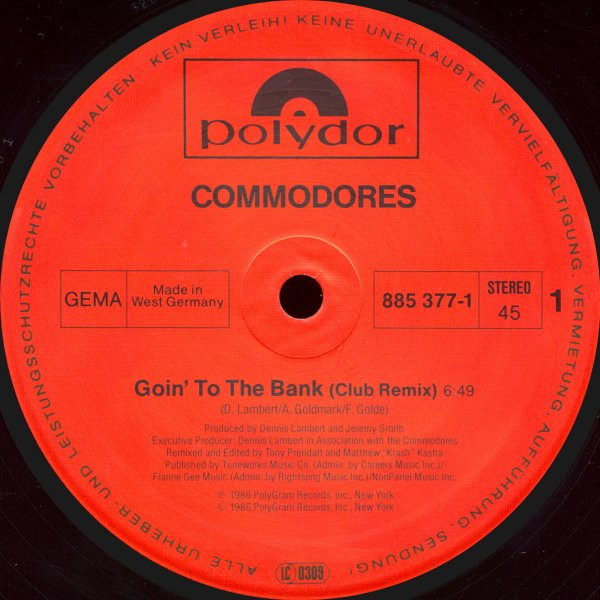 ALLE URHEBER- UND LEISTUNGSSCHUTZRECHTE VORBEHALTEN · KEIN VERLEIH! KEINE UNERLAUBTE VERVIELFÄLTIGUNG, VERMIETUNG, AUFFÜHRUNG, SENDUNG!
polydor
COMMODORES
GEMA
Made in
West Germany
885 377-1
STEREO
45
1
Goin' To The Bank (Club Remix) 6:49
(D. Lambert/A. Goldmark/F. Golde)
Produced by Dennis Lambert and Jeremy Smith
Executive Producer: Dennis Lambert in Association with the Commodores
Remixed and Edited by Tony Prendatt and Matthew "Krash" Kasha
Published by Tuneworks Music Co. (Admin. by Careers Music Inc.)/
Franne Gee Music (Admin. by Rightsong Music Inc.)/NonPanel Music Inc.
℗ 1986 PolyGram Records, Inc., New York
© 1986 PolyGram Records, Inc., New York
LC 0309